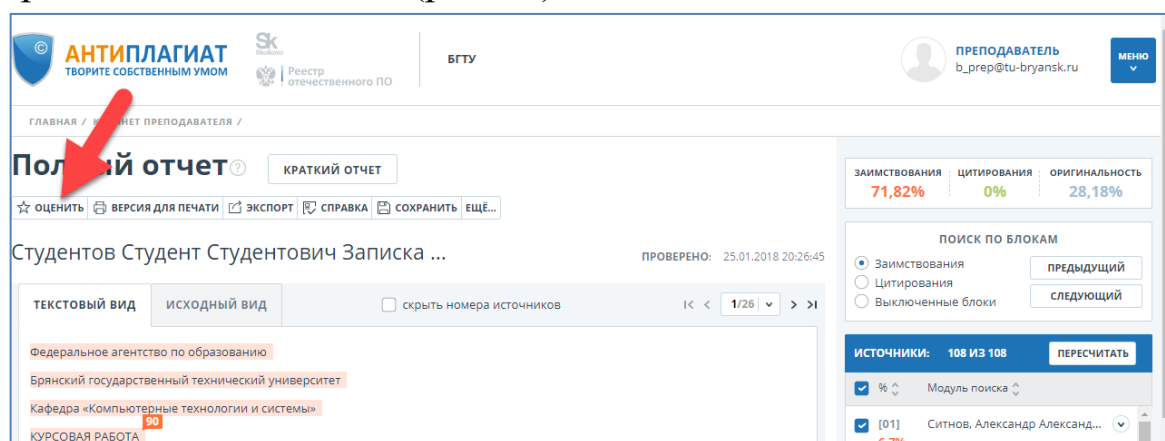 ©
АНТИПЛАГИАТ
ТВОРИТЕ СОБСТВЕННЫМ УМОМ
Sk
Реестр
отечественного ПО
БГТУ
ПРЕПОДАВАТЕЛЬ
b_prep@tu-bryansk.ru
МЕНЮ
ГЛАВНАЯ / ПРЕПОДАВАТЕЛЯ /
отчет ?
КРАТКИЙ ОТЧЕТ
ОЦЕНИТЬ ВЕРСИЯ ДЛЯ ПЕЧАТИ ЭКСПОРТ СПРАВКА СОХРАНИТЬ ЕЩЁ...
Студентов Студент Студентович Записка ...
ПРОВЕРЕНО: 25.01.2018 20:26:45
ТЕКСТОВЫЙ ВИД ИСХОДНЫЙ ВИД скрыть номера источников 1/26
Федеральное агентство по образованию
Брянский государственный технический университет
Кафедра «Компьютерные технологии и системы»
90
КУРСОВАЯ РАБОТА
ЗАИМСТВОВАНИЯ ЦИТИРОВАНИЯ ОРИГИНАЛЬНОСТЬ
71,82% 0% 28,18%
ПОИСК ПО БЛОКАМ
Заимствования
Цитирования
Выключенные блоки
ПРЕДЫДУЩИЙ
СЛЕДУЮЩИЙ
ИСТОЧНИКИ: 108 ИЗ 108 ПЕРЕСЧИТАТЬ
% Модуль поиска
[01] Ситнов, Александр Александ...